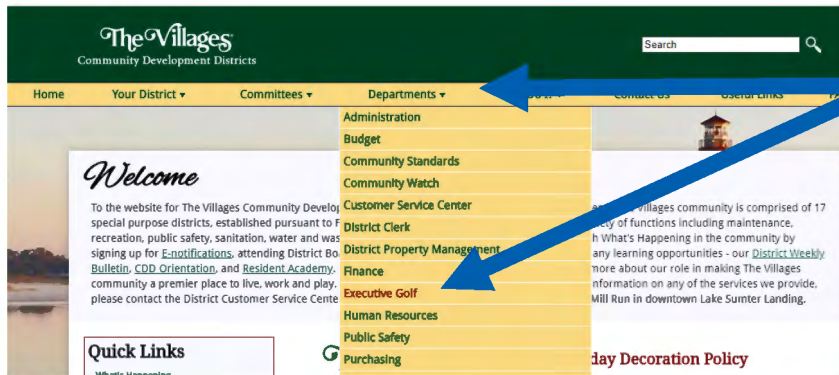 The Villages
Community Development Districts
Search
Home Your District Committees Departments Contact Us Useful Links
Administration
Budget
Community Standards
Community Watch
Customer Service Center
District Clerk
District Property Management
Finance
Executive Golf
Human Resources
Public Safety
Purchasing
Welcome
To the website for The Villages Community Develop Villages community is comprised of 17
special purpose districts, established pursuant to of functions including maintenance,
recreation, public safety, sanitation, water and was What's Happening in the community by
signing up for E-notifications, attending District Bo any learning opportunities - our District Weekly
Bulletin, CDD Orientation, and Resident Academy. more about our role in making The Villages
community a premier place to live, work and play. nformation on any of the services we provide,
please contact the District Customer Service Cente Mill Run in downtown Lake Sumter Landing.
Quick Links
day Decoration Policy
What's Happening